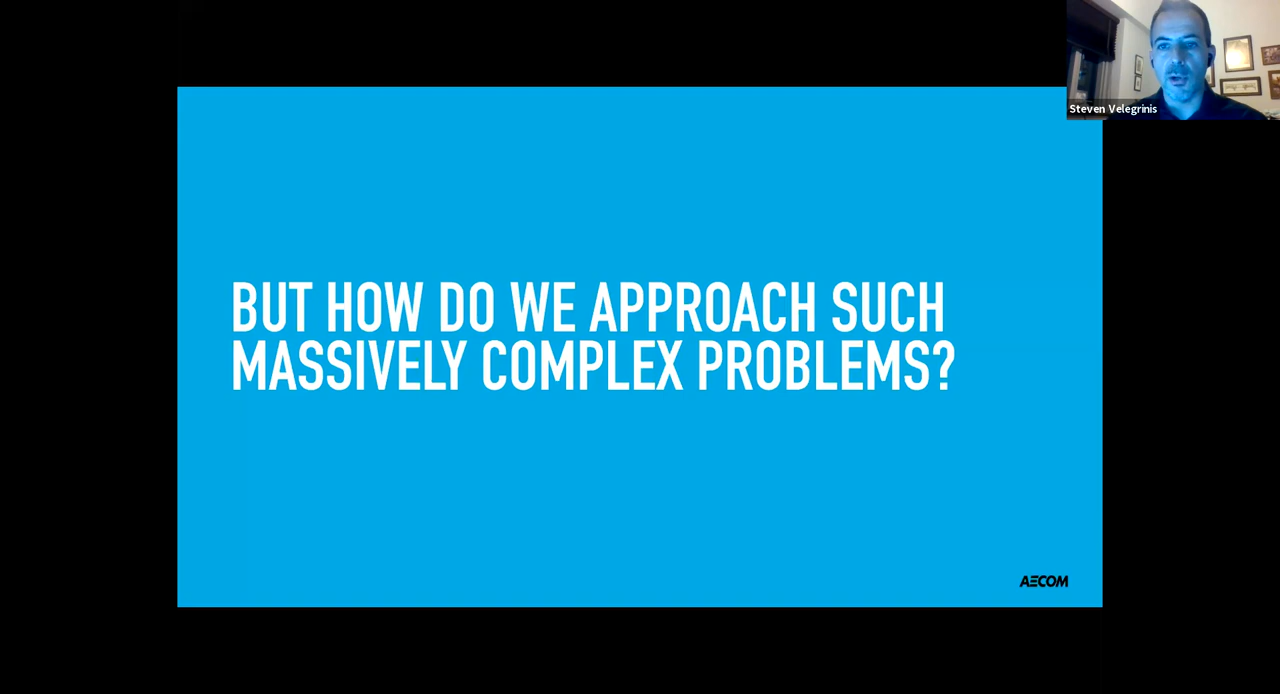 Steven Velegrinis
BUT HOW DO WE APPROACH SUCH
MASSIVELY COMPLEX PROBLEMS?
AECOM